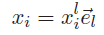 x_i = x_i^l \vec{e}_l